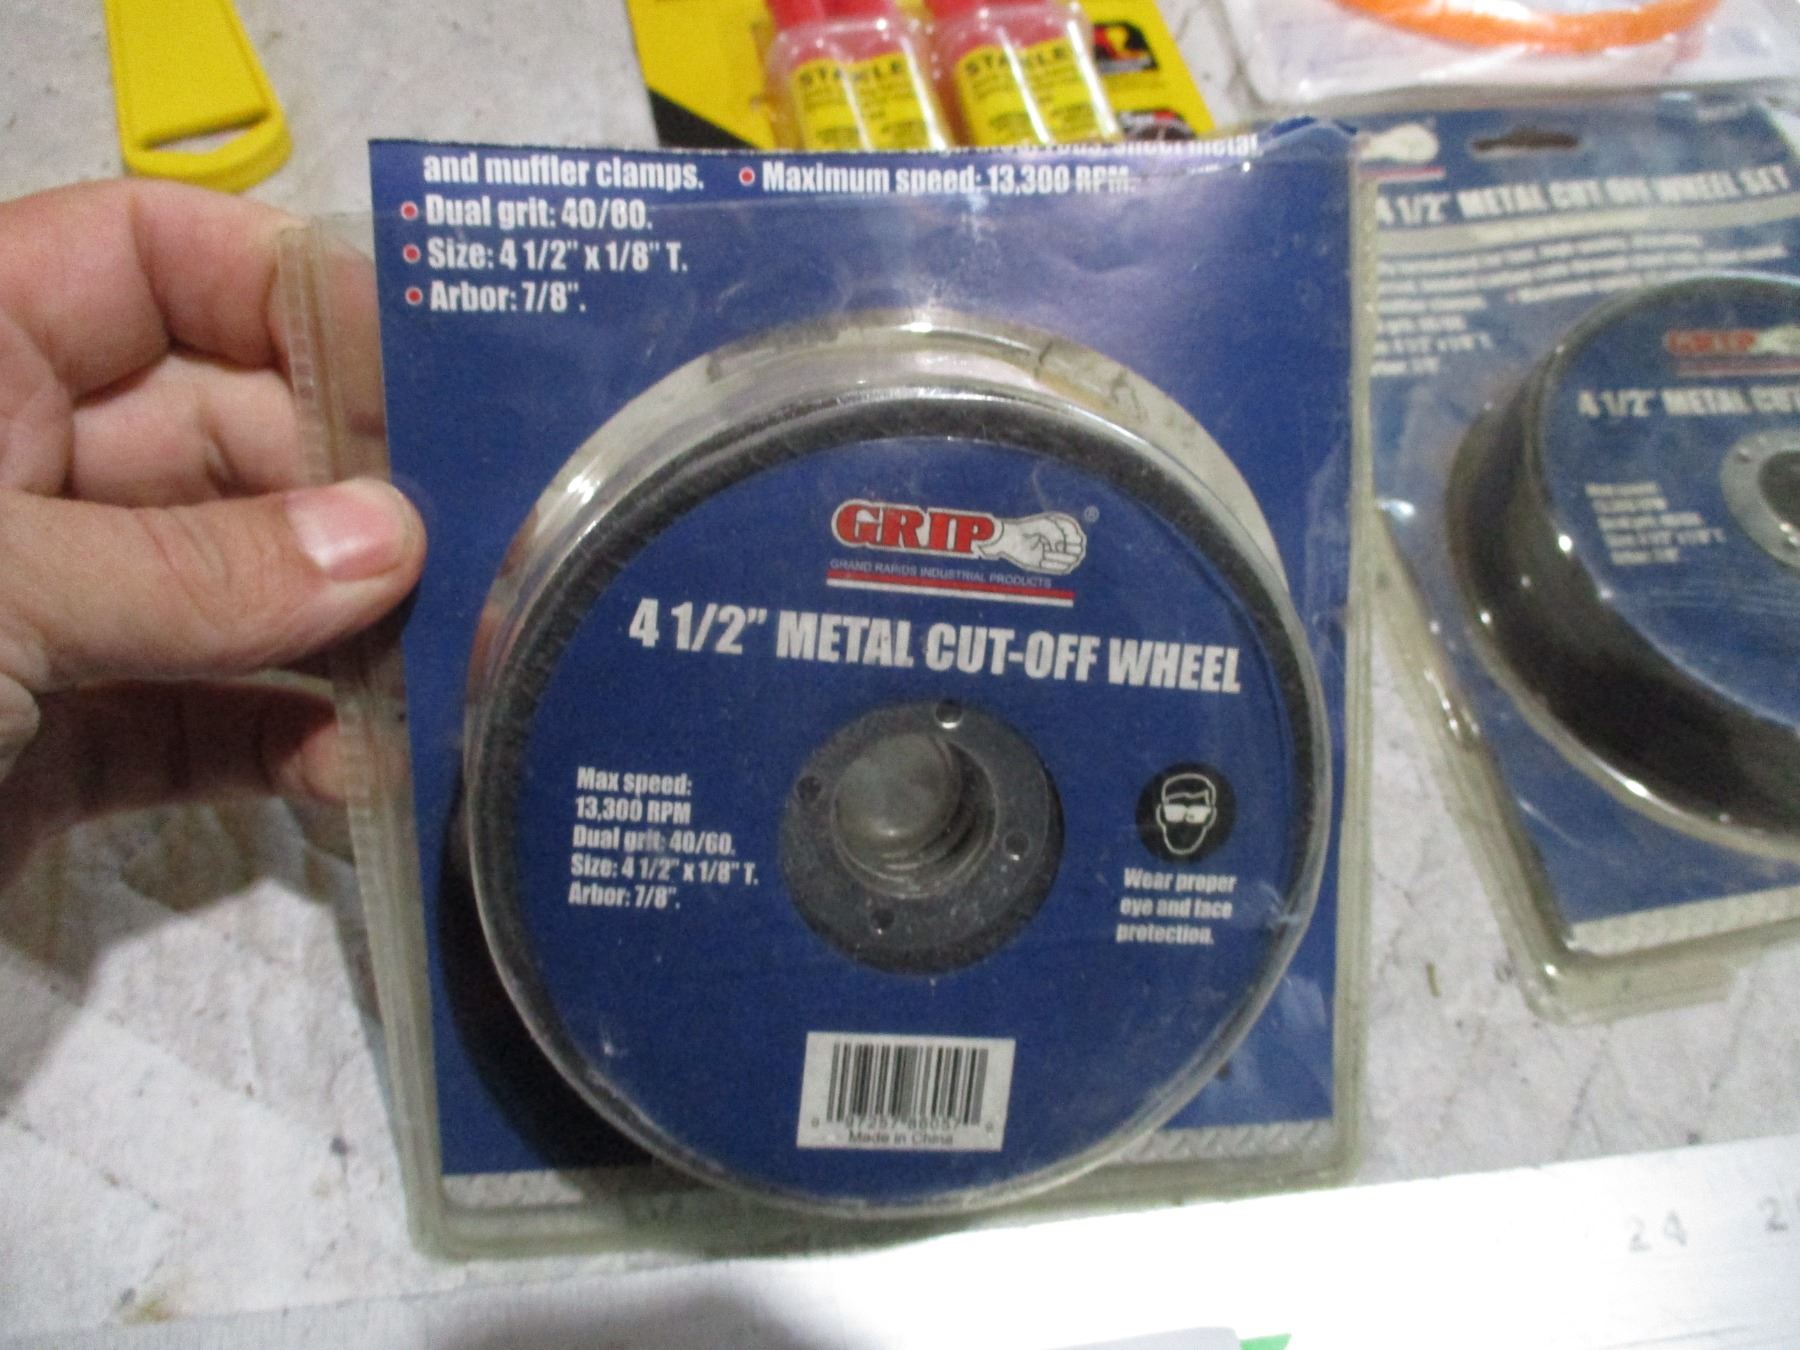 STANLEY
and muffler clamps. • Maximum speed: 13,300 RPM.
• Dual grit: 40/60.
• Size: 4 1/2" x 1/8" T.
• Arbor: 7/8".
GRIP®
GRAND RAPIDS INDUSTRIAL PRODUCTS
4 1/2" METAL CUT-OFF WHEEL
Max speed:
13,300 RPM
Dual grit: 40/60.
Size: 4 1/2" x 1/8" T.
Arbor: 7/8".
Wear proper
eye and face
protection.
Made in China
4 1/2" METAL CUT-OFF WHEEL SET
GRIP
4 1/2" METAL CUT
24